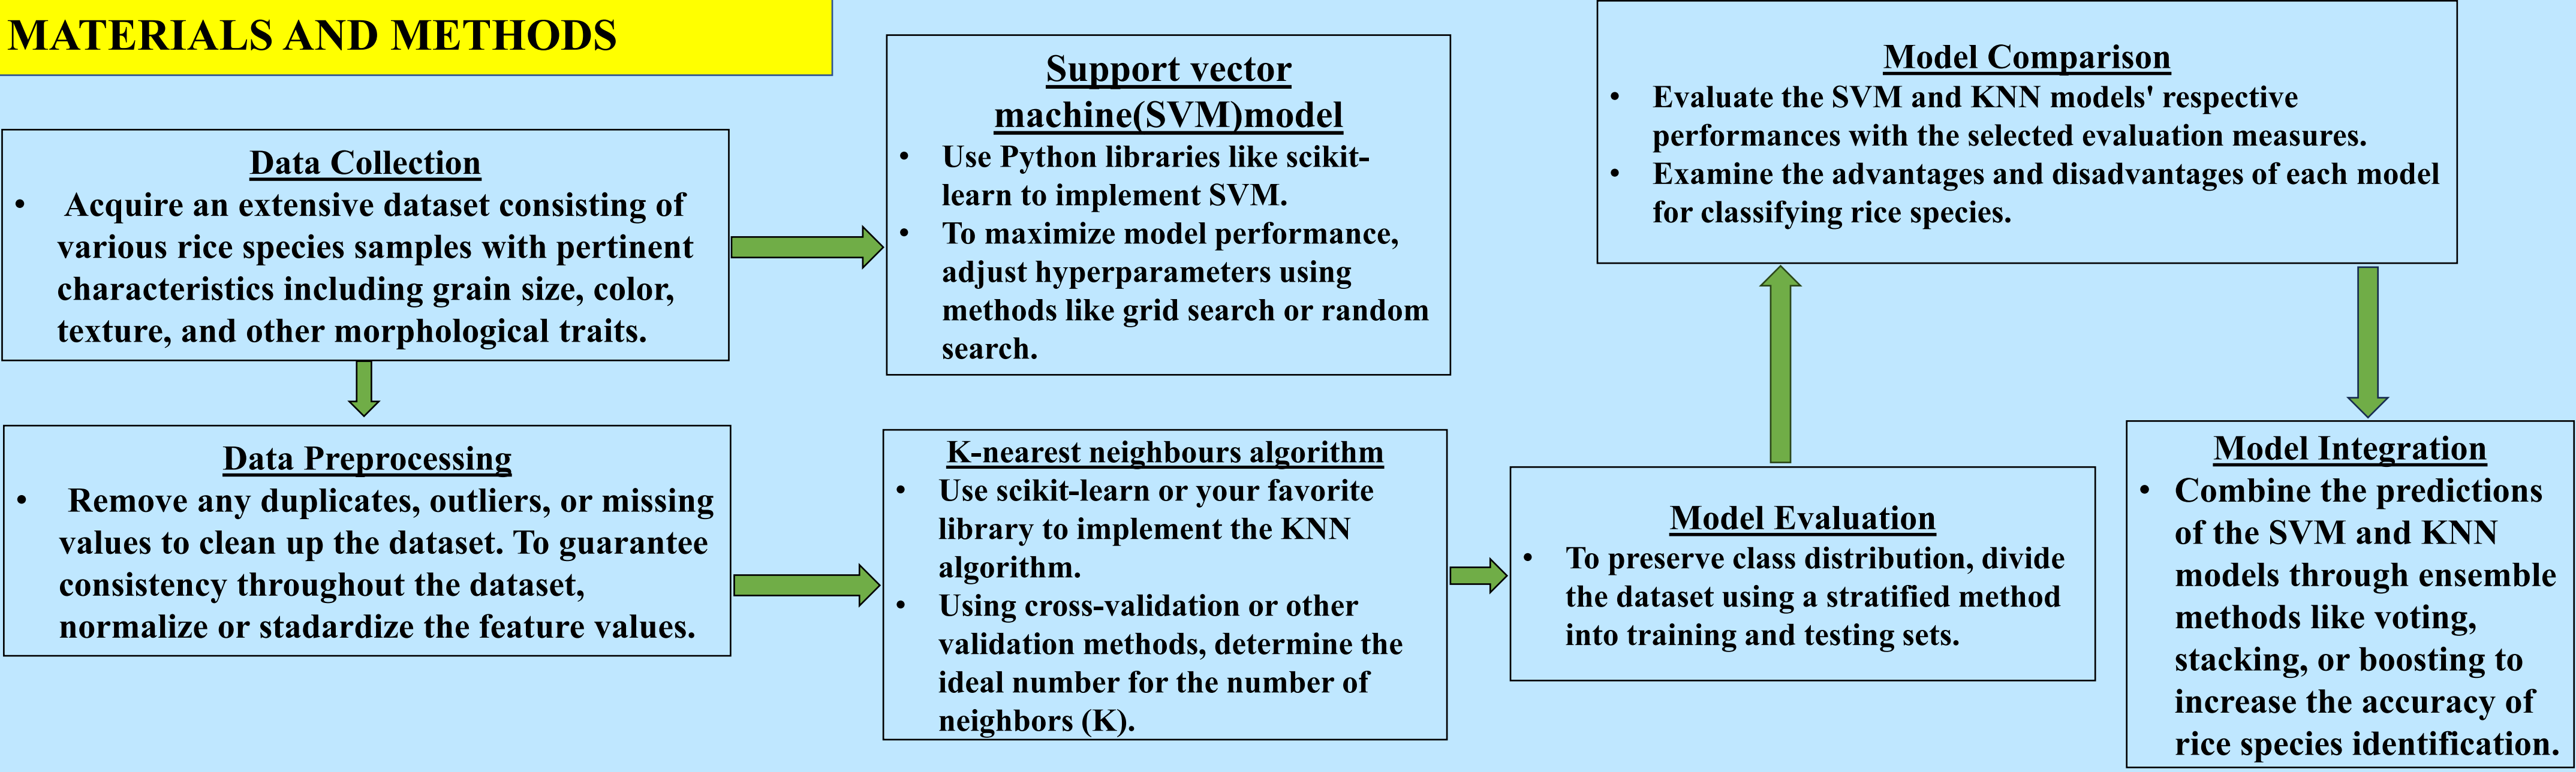 MATERIALS AND METHODS
Data Collection
• Acquire an extensive dataset consisting of
various rice species samples with pertinent
characteristics including grain size, color,
texture, and other morphological traits.
Data Preprocessing
• Remove any duplicates, outliers, or missing
values to clean up the dataset. To guarantee
consistency throughout the dataset,
normalize or stadardize the feature values.
Support vector
machine(SVM)model
• Use Python libraries like scikit-
learn to implement SVM.
• To maximize model performance,
adjust hyperparameters using
methods like grid search or random
search.
K-nearest neighbours algorithm
• Use scikit-learn or your favorite
library to implement the KNN
algorithm.
• Using cross-validation or other
validation methods, determine the
ideal number for the number of
neighbors (K).
Model Evaluation
• To preserve class distribution, divide
the dataset using a stratified method
into training and testing sets.
Model Comparison
• Evaluate the SVM and KNN models' respective
performances with the selected evaluation measures.
• Examine the advantages and disadvantages of each model
for classifying rice species.
Model Integration
• Combine the predictions
of the SVM and KNN
models through ensemble
methods like voting,
stacking, or boosting to
increase the accuracy of
rice species identification.